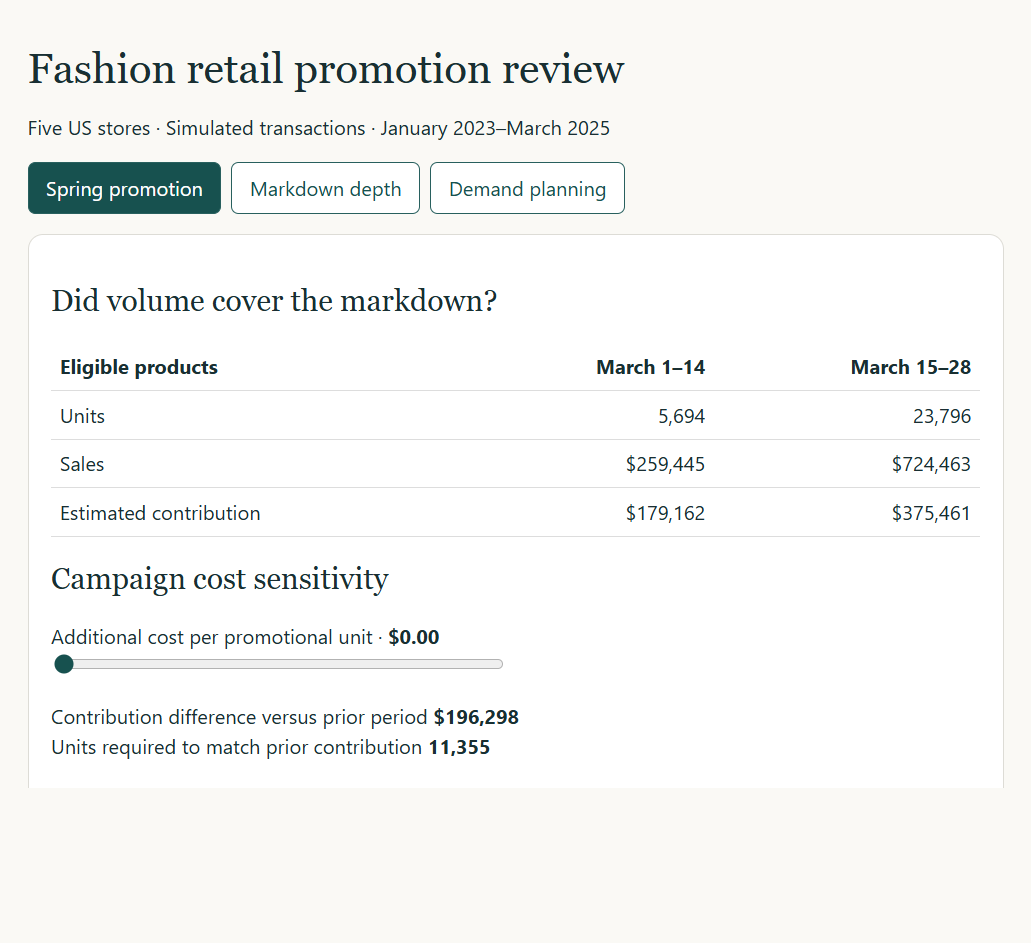 Fashion retail promotion review
Five US stores · Simulated transactions · January 2023–March 2025
Spring promotion Markdown depth Demand planning
Did volume cover the markdown?
Eligible products March 1–14 March 15–28
Units 5,694 23,796
Sales $259,445 $724,463
Estimated contribution $179,162 $375,461
Campaign cost sensitivity
Additional cost per promotional unit · $0.00
Contribution difference versus prior period $196,298
Units required to match prior contribution 11,355